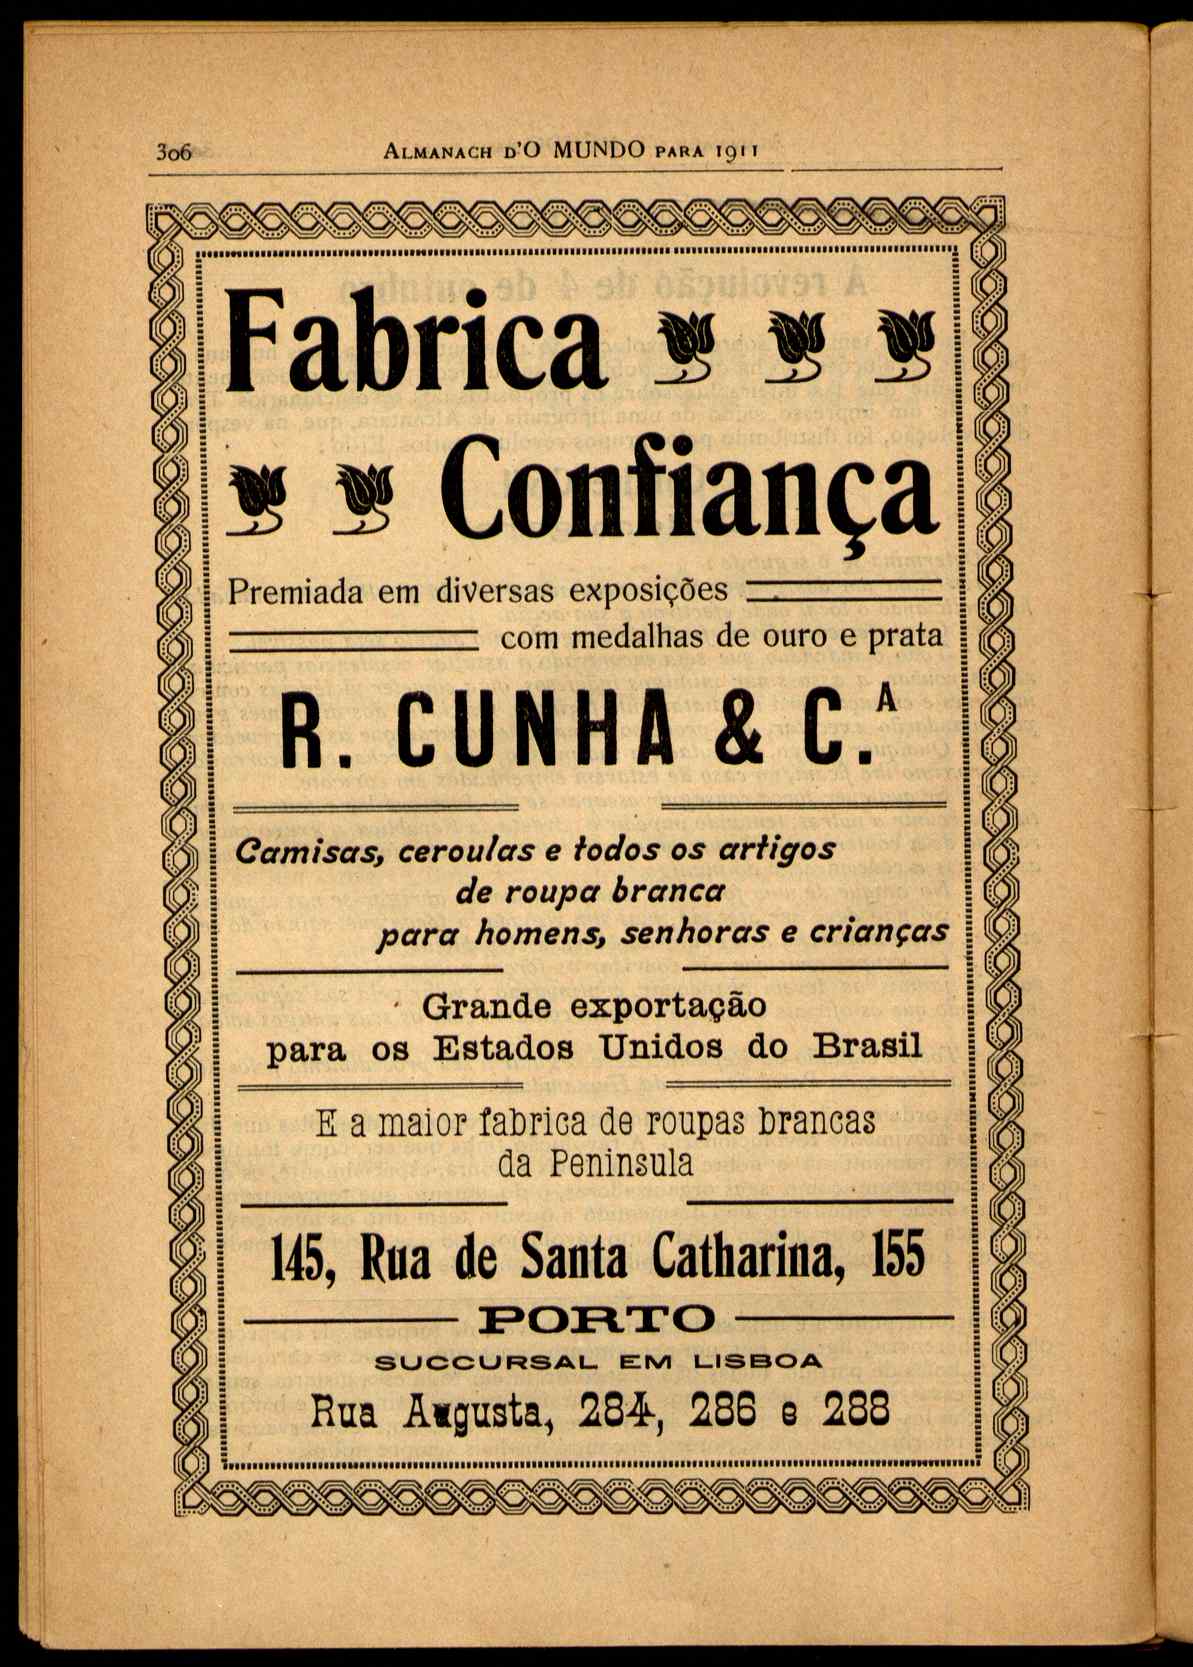 306 ALMANACH D'O MUNDO PARA 1911
Fabrica
Confiança
Premiada em diversas exposições
com medalhas de ouro e prata
R. CUNHA & C.A
Camisas, ceroulas e todos os artigos
de roupa branca
para homens, senhoras e crianças
Grande exportação
para os Estados Unidos do Brasil
E a maior fabrica de roupas brancas
da Peninsula
145, Rua de Santa Catharina, 155
PORTO
SUCCURSAL EM LISBOA
Rua Augusta, 284, 286 e 288